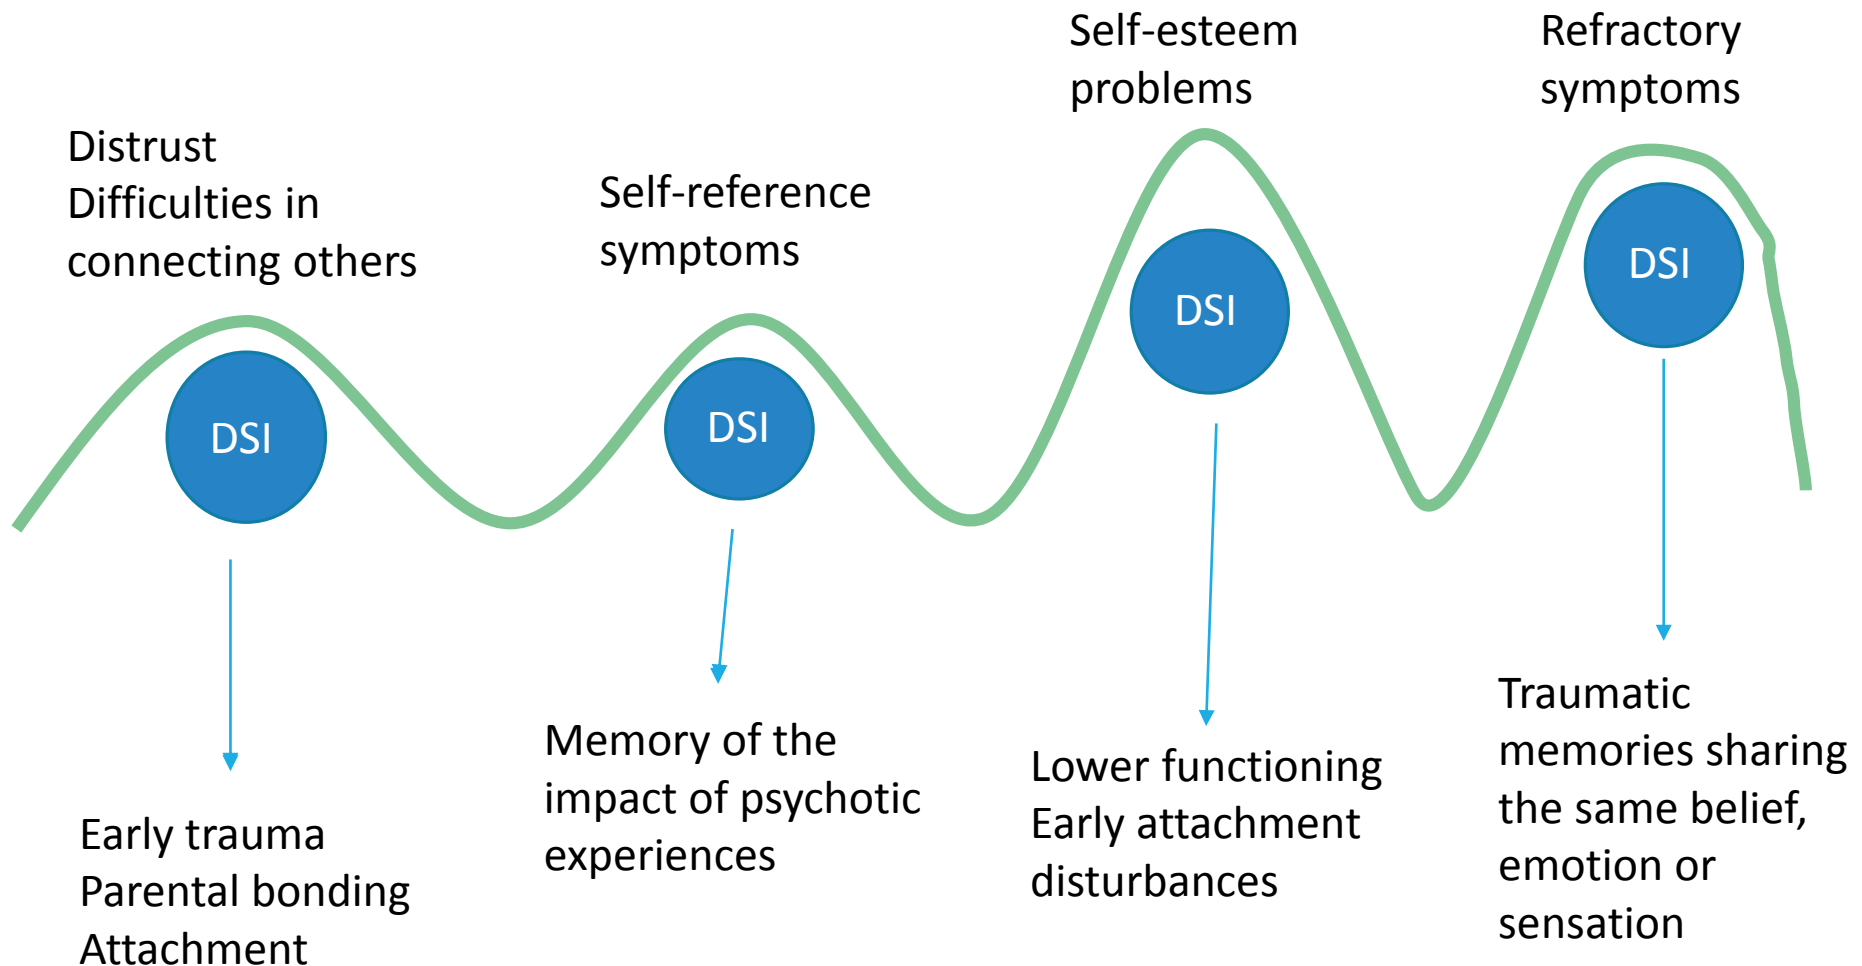 Distrust
Difficulties in
connecting others
Self-reference
symptoms
Self-esteem
problems
Refractory
symptoms
DSI
DSI
DSI
DSI
Early trauma
Parental bonding
Attachment
Memory of the
impact of psychotic
experiences
Lower functioning
Early attachment
disturbances
Traumatic
memories sharing
the same belief,
emotion or
sensation